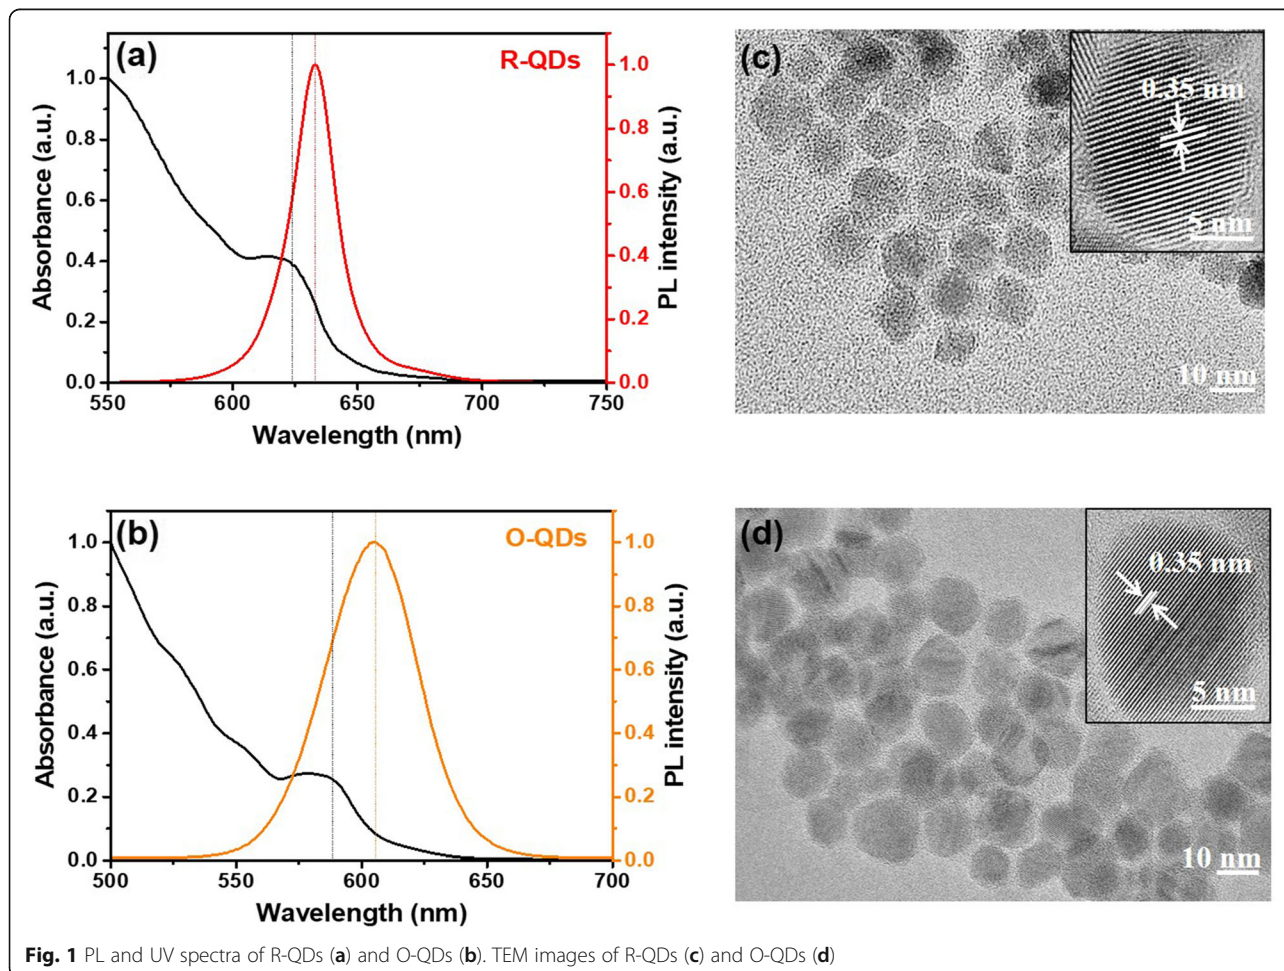 (a)
R-QDs
Absorbance (a.u.)
1.0
0.8
0.6
0.4
0.2
0.0
1.0
0.8
0.6
0.4
0.2
0.0
PL intensity (a.u.)
550
600
650
700
750
Wavelength (nm)
(c)
0.35 nm
5 nm
10 nm
(b)
O-QDs
Absorbance (a.u.)
1.0
0.8
0.6
0.4
0.2
0.0
1.0
0.8
0.6
0.4
0.2
0.0
PL intensity (a.u.)
500
550
600
650
700
Wavelength (nm)
(d)
0.35 nm
5 nm
10 nm
Fig. 1 PL and UV spectra of R-QDs (a) and O-QDs (b). TEM images of R-QDs (c) and O-QDs (d)